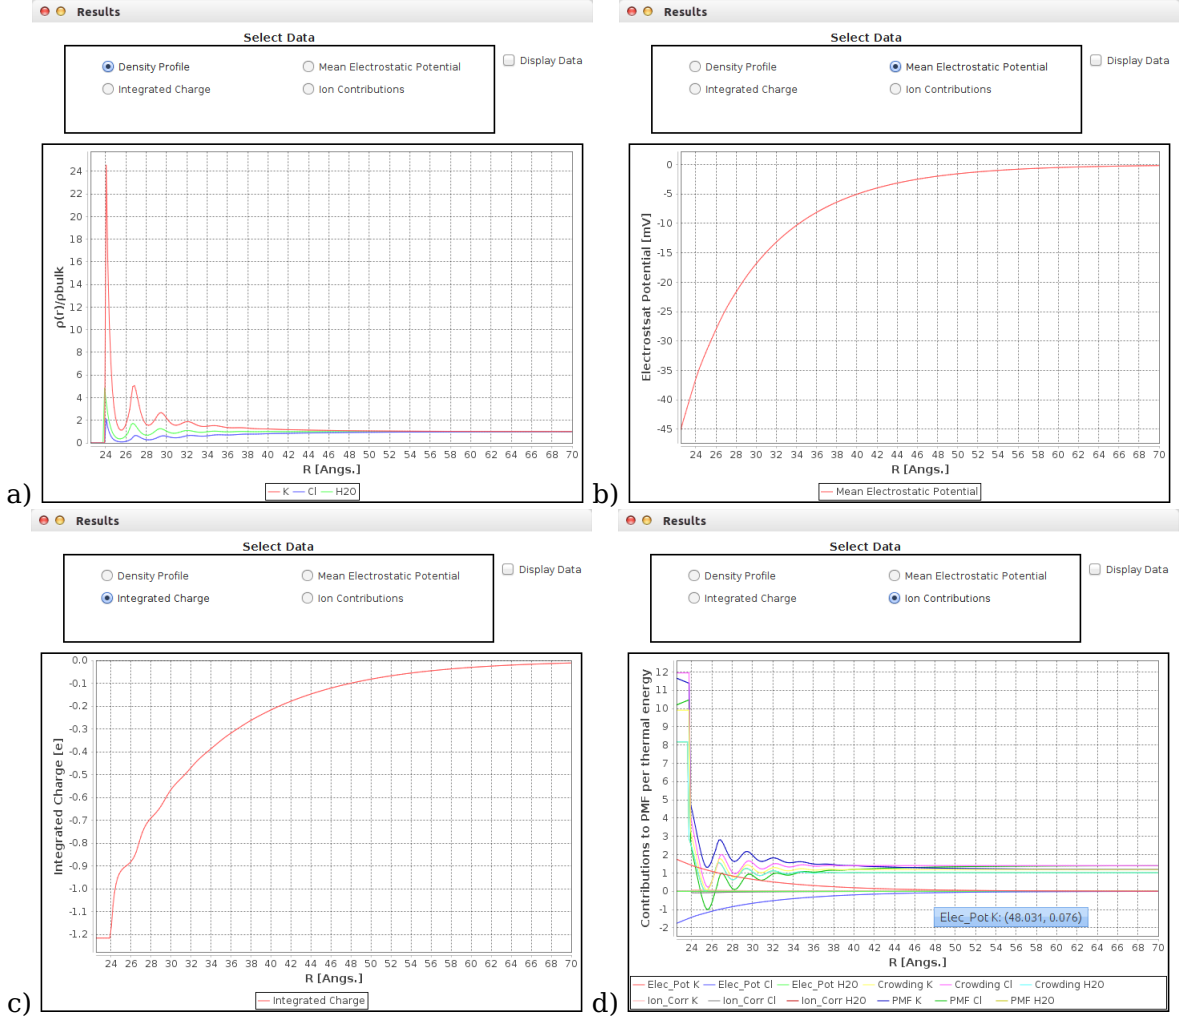 Results
Select Data
Density Profile
Mean Electrostatic Potential
Display Data
Integrated Charge
Ion Contributions
ρ(r)/ρbulk
24
22
20
18
16
14
12
10
8
6
4
2
0
24 26 28 30 32 34 36 38 40 42 44 46 48 50 52 54 56 58 60 62 64 66 68 70
R [Angs.]
K Cl H2O
a)
Results
Select Data
Density Profile
Mean Electrostatic Potential
Display Data
Integrated Charge
Ion Contributions
Electrostsat Potential [mV]
0
-5
-10
-15
-20
-25
-30
-35
-40
-45
24 26 28 30 32 34 36 38 40 42 44 46 48 50 52 54 56 58 60 62 64 66 68 70
R [Angs.]
Mean Electrostatic Potential
b)
Results
Select Data
Density Profile
Mean Electrostatic Potential
Display Data
Integrated Charge
Ion Contributions
Integrated Charge [e]
0.0
-0.1
-0.2
-0.3
-0.4
-0.5
-0.6
-0.7
-0.8
-0.9
-1.0
-1.1
-1.2
24 26 28 30 32 34 36 38 40 42 44 46 48 50 52 54 56 58 60 62 64 66 68 70
R [Angs.]
Integrated Charge
c)
Results
Select Data
Density Profile
Mean Electrostatic Potential
Display Data
Integrated Charge
Ion Contributions
Contributions to PMF per thermal energy
12
11
10
9
8
7
6
5
4
3
2
1
0
-1
-2
Elec_Pot K: (48.031, 0.076)
24 26 28 30 32 34 36 38 40 42 44 46 48 50 52 54 56 58 60 62 64 66 68 70
R [Angs.]
Elec_Pot K Elec_Pot Cl Elec_Pot H2O Crowding K Crowding Cl Crowding H2O
Ion_Corr K Ion_Corr Cl Ion_Corr H2O PMF K PMF Cl PMF H2O
d)